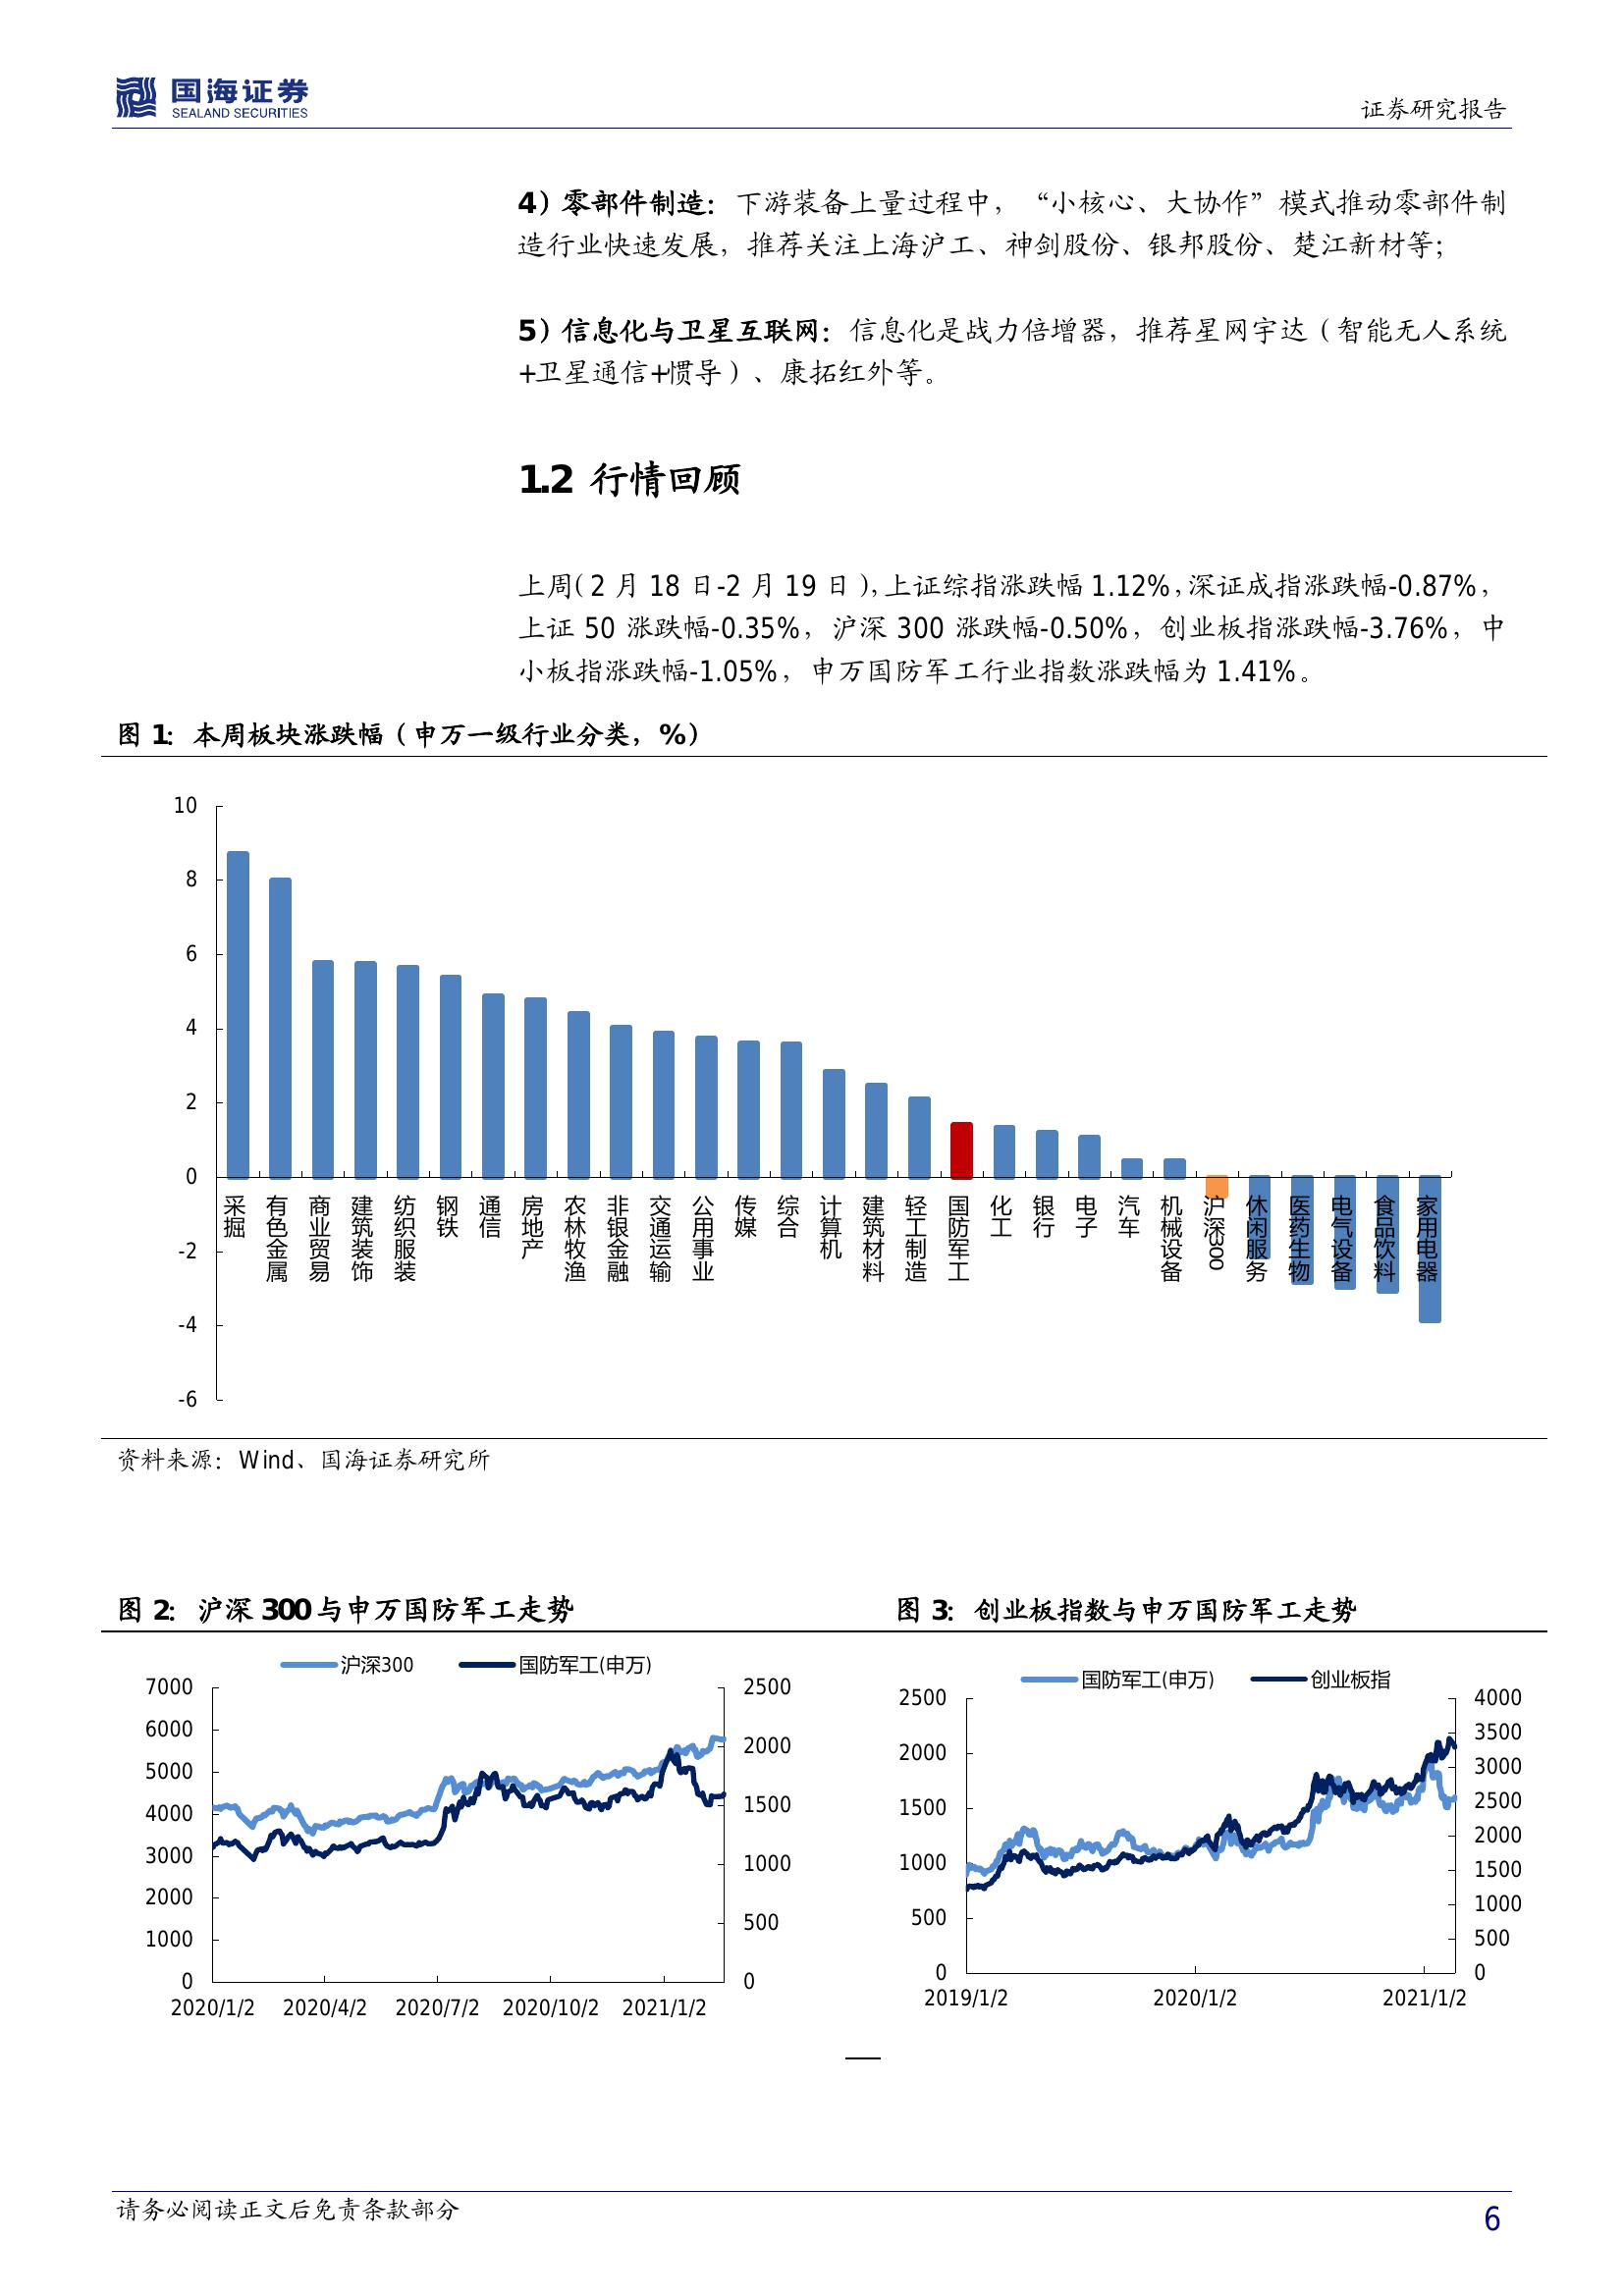 国海证券
SEALAND SECURITIES
证券研究报告
4）零部件制造：下游装备上量过程中，“小核心、大协作”模式推动零部件制
造行业快速发展，推荐关注上海沪工、神剑股份、银邦股份、楚江新材等；
5）信息化与卫星互联网：信息化是战力倍增器，推荐星网宇达（智能无人系统
+卫星通信+惯导）、康拓红外等。
1.2 行情回顾
上周（2 月 18 日-2 月 19 日），上证综指涨跌幅 1.12%，深证成指涨跌幅-0.87%，
上证 50 涨跌幅-0.35%，沪深 300 涨跌幅-0.50%，创业板指涨跌幅-3.76%，中
小板指涨跌幅-1.05%，申万国防军工行业指数涨跌幅为 1.41%。
图 1：本周板块涨跌幅（申万一级行业分类，%）
10
8
6
4
2
0
-2
-4
-6
采掘
有色金属
商业贸易
建筑装饰
纺织服装
钢铁
通信
房地产
农林牧渔
非银金融
交通运输
公用事业
传媒
综合
计算机
建筑材料
轻工制造
国防军工
化工
银行
电子
汽车
机械设备
沪深300
休闲服务
医药生物
电气设备
食品饮料
家用电器
资料来源：Wind、国海证券研究所
图 2：沪深 300 与申万国防军工走势
沪深300 国防军工(申万)
7000
6000
5000
4000
3000
2000
1000
0
2500
2000
1500
1000
500
0
2020/1/2 2020/4/2 2020/7/2 2020/10/2 2021/1/2
图 3：创业板指数与申万国防军工走势
国防军工(申万) 创业板指
2500
2000
1500
1000
500
0
4000
3500
3000
2500
2000
1500
1000
500
0
2019/1/2 2020/1/2 2021/1/2
请务必阅读正文后免责条款部分
6